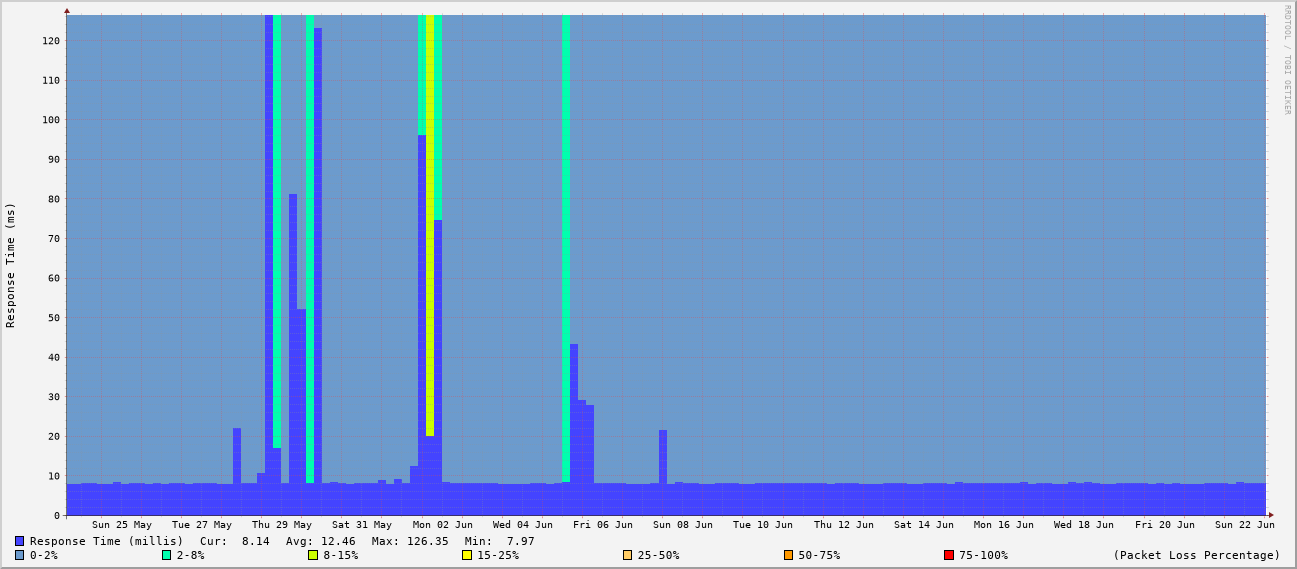 RRDTOOL / TOBI OETIKER
Response Time (ms)
120
110
100
90
80
70
60
50
40
30
20
10
0
Sun 25 May Tue 27 May Thu 29 May Sat 31 May Mon 02 Jun Wed 04 Jun Fri 06 Jun Sun 08 Jun Tue 10 Jun Thu 12 Jun Sat 14 Jun Mon 16 Jun Wed 18 Jun Fri 20 Jun Sun 22 Jun
Response Time (millis) Cur: 8.14 Avg: 12.46 Max: 126.35 Min: 7.97
0-2% 2-8% 8-15% 15-25% 25-50% 50-75% 75-100% (Packet Loss Percentage)